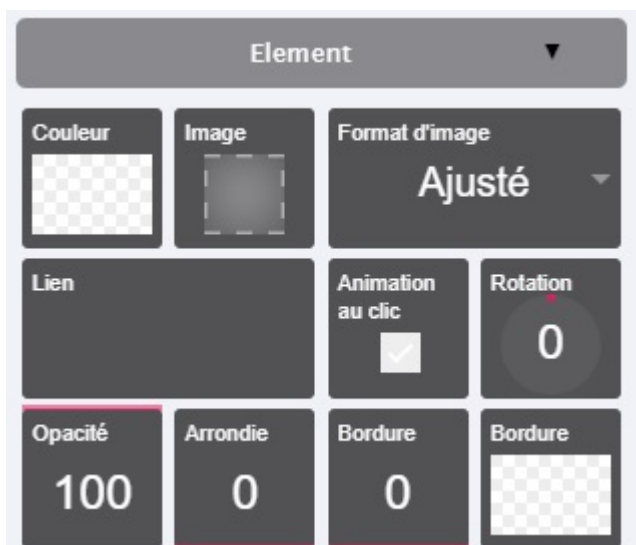 Element
Couleur
Image
Format d'image
Ajusté
Lien
Animation
au clic
Rotation
0
Opacité
Arrondie
Bordure
Bordure
100
0
0